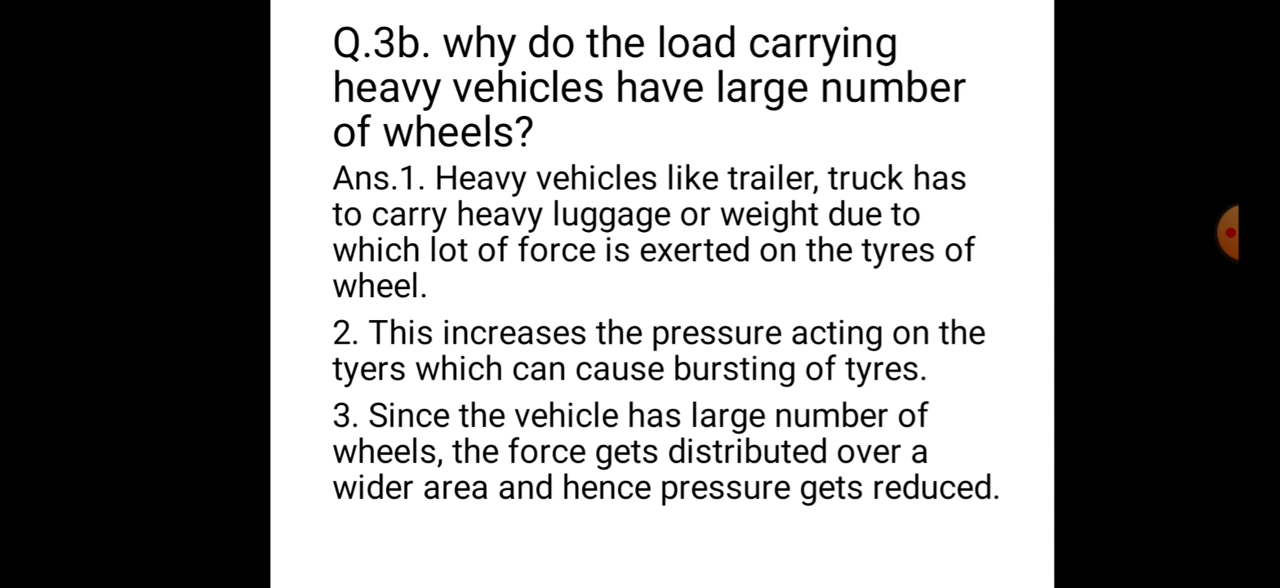 Q.3b. why do the load carrying
heavy vehicles have large number
of wheels?
Ans.1. Heavy vehicles like trailer, truck has
to carry heavy luggage or weight due to
which lot of force is exerted on the tyres of
wheel.
2. This increases the pressure acting on the
tyers which can cause bursting of tyres.
3. Since the vehicle has large number of
wheels, the force gets distributed over a
wider area and hence pressure gets reduced.